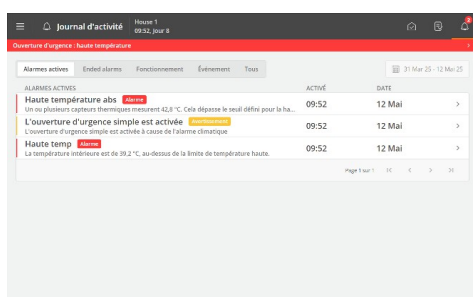 Journal d'activité
House 1
09:52, Jour 8
2
Ouverture d'urgence : haute température
Alarmes actives Ended alarms Fonctionnement Événement Tous
31 Mar 25 - 12 Mai 25
ALARMES ACTIVES ACTIVÉ DATE
Haute température abs Alarme 09:52 12 Mai
Un ou plusieurs capteurs thermiques mesurent 42,8 °C. Cela dépasse le seuil défini pour la ha...
L'ouverture d'urgence simple est activée Avertissement 09:52 12 Mai
L'ouverture d'urgence simple est activée à cause de l'alarme climatique
Haute temp Alarme 09:52 12 Mai
La température intérieure est de 39,2 °C, au-dessus de la limite de température haute.
Page 1 sur 1